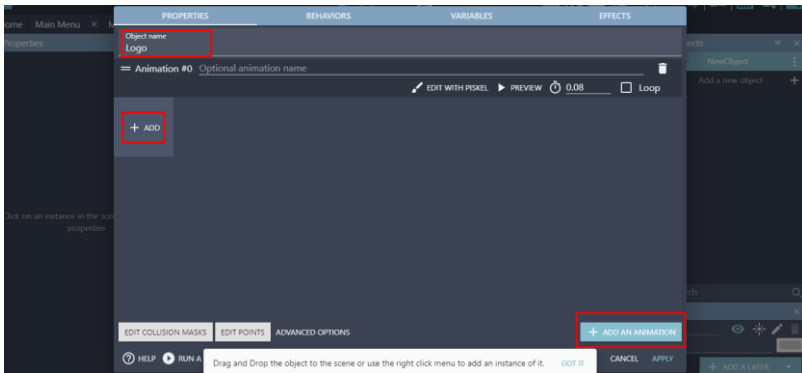 PROPERTIES BEHAVIORS VARIABLES EFFECTS
ome Main Menu × M
Object name
Logo
Properties
ects
NewObject
Animation #0 Optional animation name
Add a new object +
EDIT WITH PISKEL PREVIEW 0.08 Loop
+ ADD
Click on an instance in the sce
properties
rch
EDIT COLLISION MASKS EDIT POINTS ADVANCED OPTIONS + ADD AN ANIMATION
HELP RUN A Drag and Drop the object to the scene or use the right click menu to add an instance of it. GOT IT CANCEL APPLY
+ ADD A LAYER